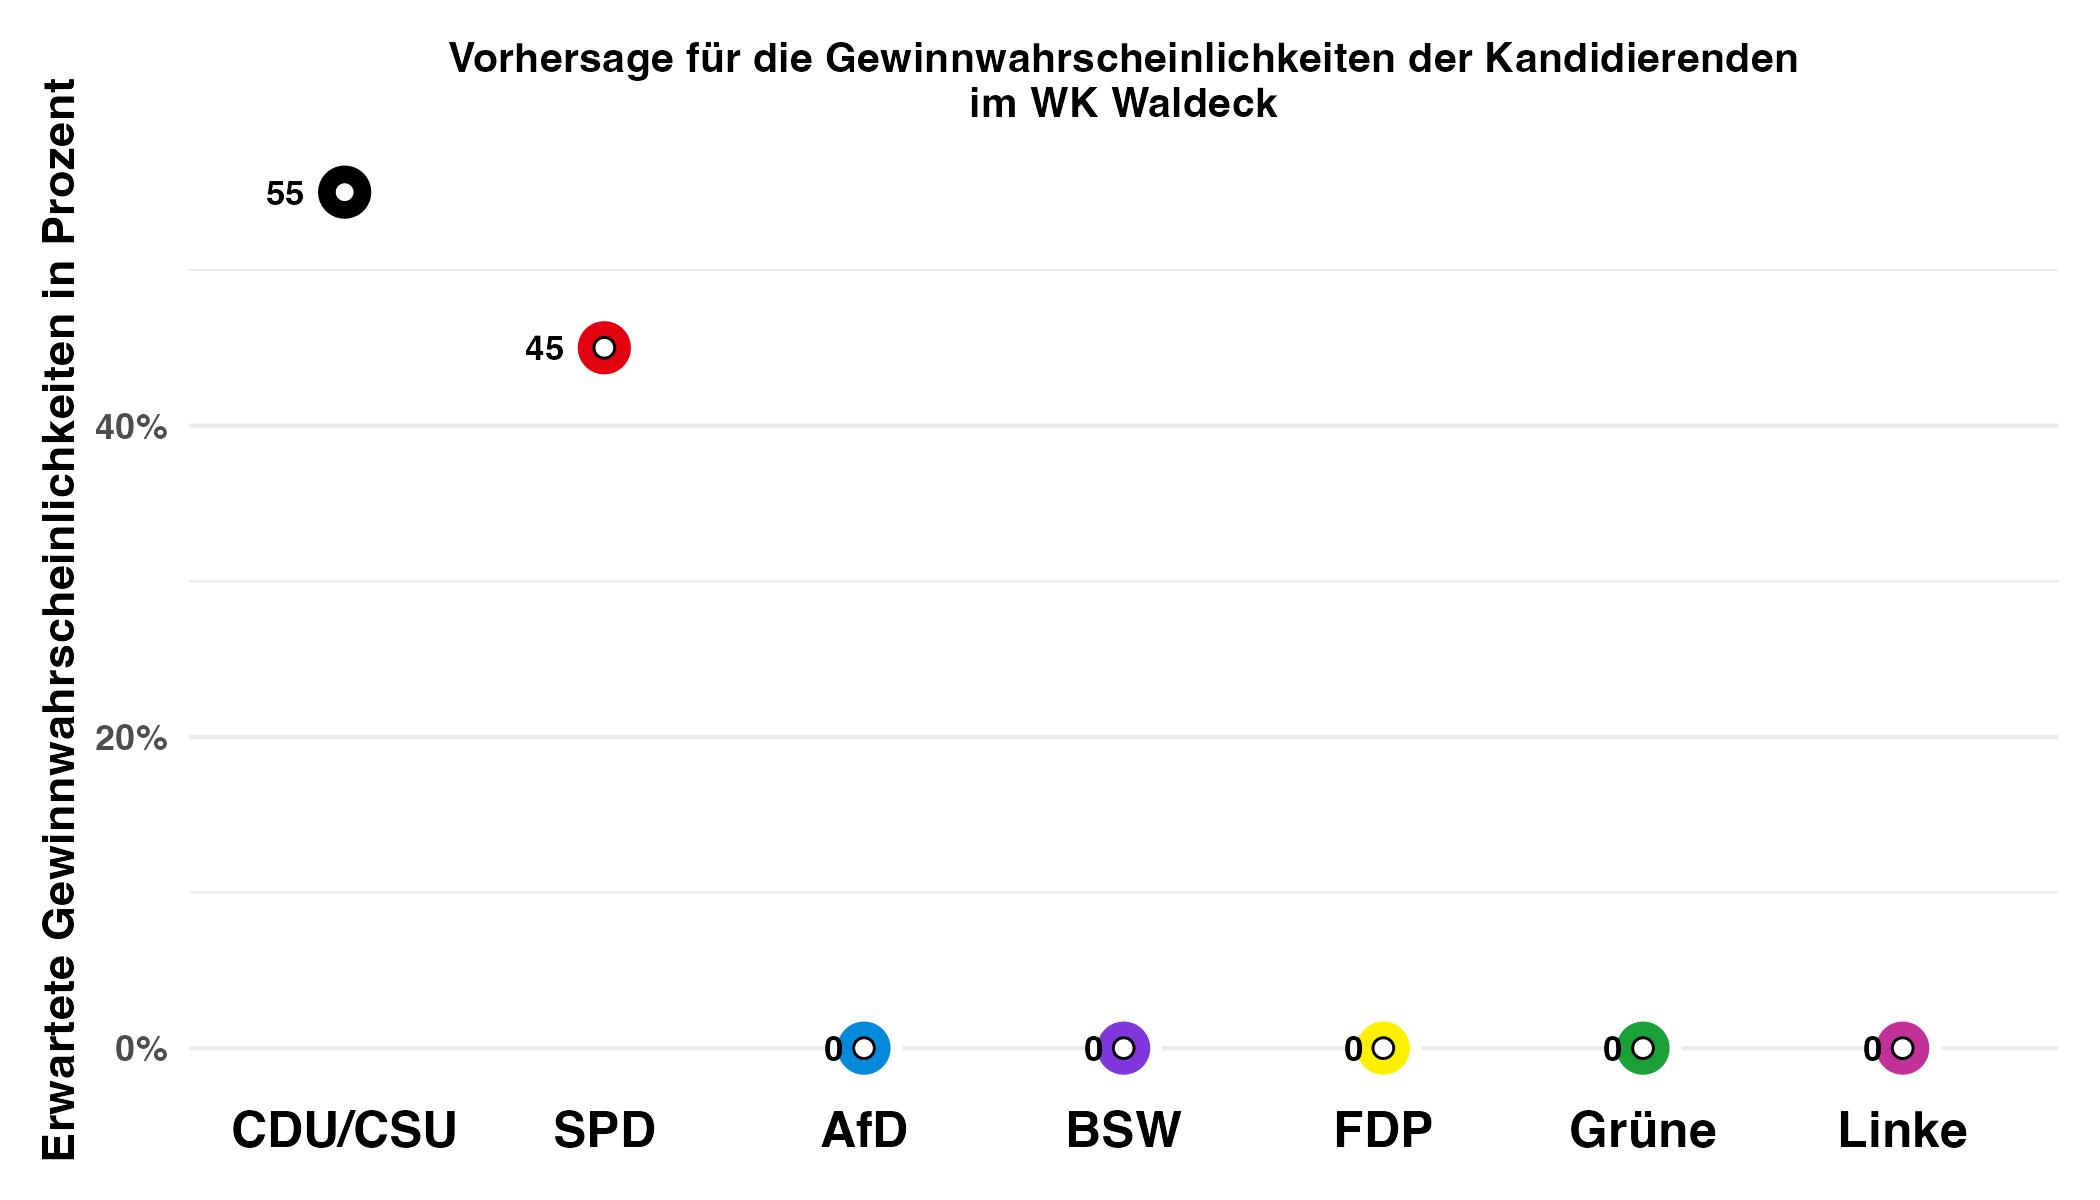 Vorhersage für die Gewinnwahrscheinlichkeiten der Kandidierenden
im WK Waldeck
Erwartete Gewinnwahrscheinlichkeiten in Prozent
55
45
40%
20%
0%
0
0
0
0
0
CDU/CSU
SPD
AfD
BSW
FDP
Grüne
Linke